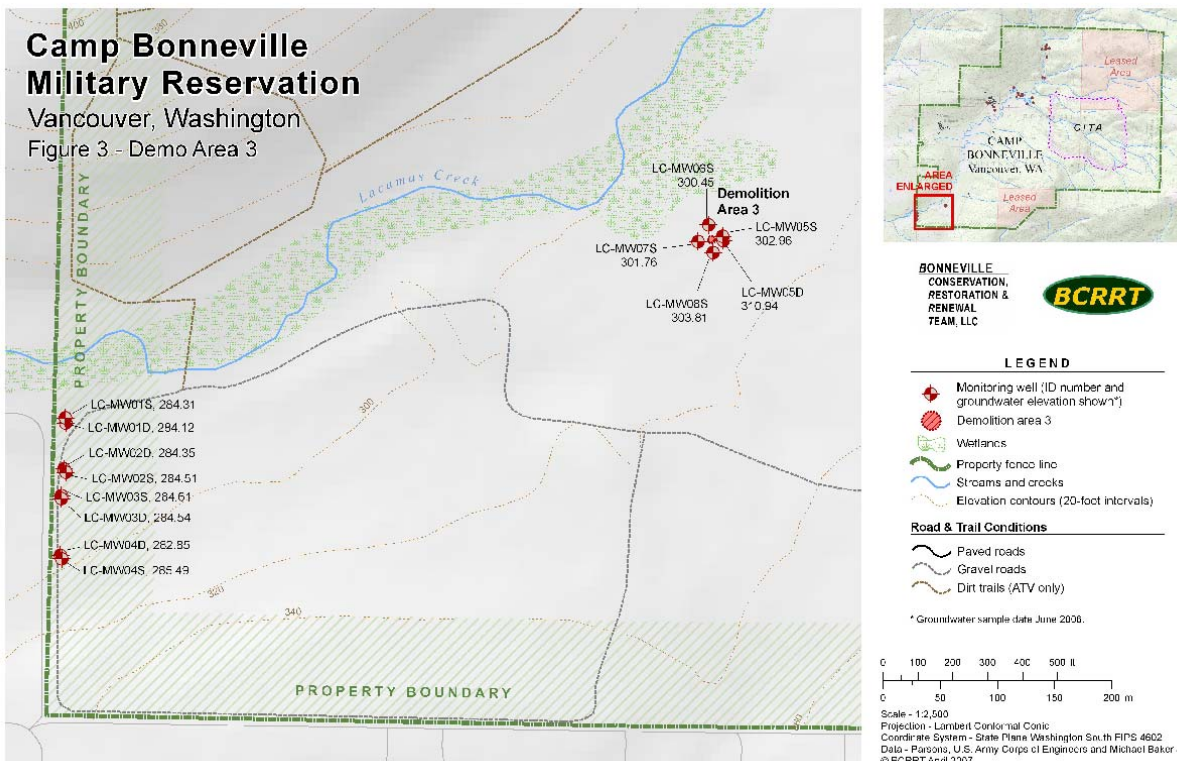 Camp Bonneville
Military Reservation
Vancouver, Washington
Figure 3 - Demo Area 3
400
380
PROPERTY BOUNDARY
Lacamas Creek
LC-MW06S
300.45
Demolition
Area 3
LC-MW05S
302.96
LC-MW07S
301.76
LC-MW05D
310.94
LC-MW08S
303.81
300
LC-MW01S, 284.31
LC-MW01D, 284.12
LC-MW02D, 284.35
LC-MW02S, 284.51
LC-MW03S, 284.61
LC-MW03D, 284.54
LC-MW04D, 282.85
LC-MW04S, 285.49
320
340
PROPERTY BOUNDARY
Leased
Area
CITA
CAMP
BONNEVILLE
Vancouver, WA
AREA
ENLARGED
Leased
Area
BONNEVILLE
CONSERVATION,
RESTORATION &
RENEWAL
TEAM, LLC
BCRRT
LEGEND
Monitoring well (ID number and
groundwater elevation shown*)
Demolition area 3
Wetlands
Property fence line
Streams and creeks
Elevation contours (20-foot intervals)
Road & Trail Conditions
Paved roads
Gravel roads
Dirt trails (ATV only)
* Groundwater sample date June 2006.
0 100 200 300 400 500 ft
0 50 100 150 200 m
Scale - 1:2,500
Projection - Lambert Conformal Conic
Coordinate System - State Plane Washington South FIPS 4602
Data - Parsons, U.S. Army Corps of Engineers and Michael Baker
© BCRRT April 2007